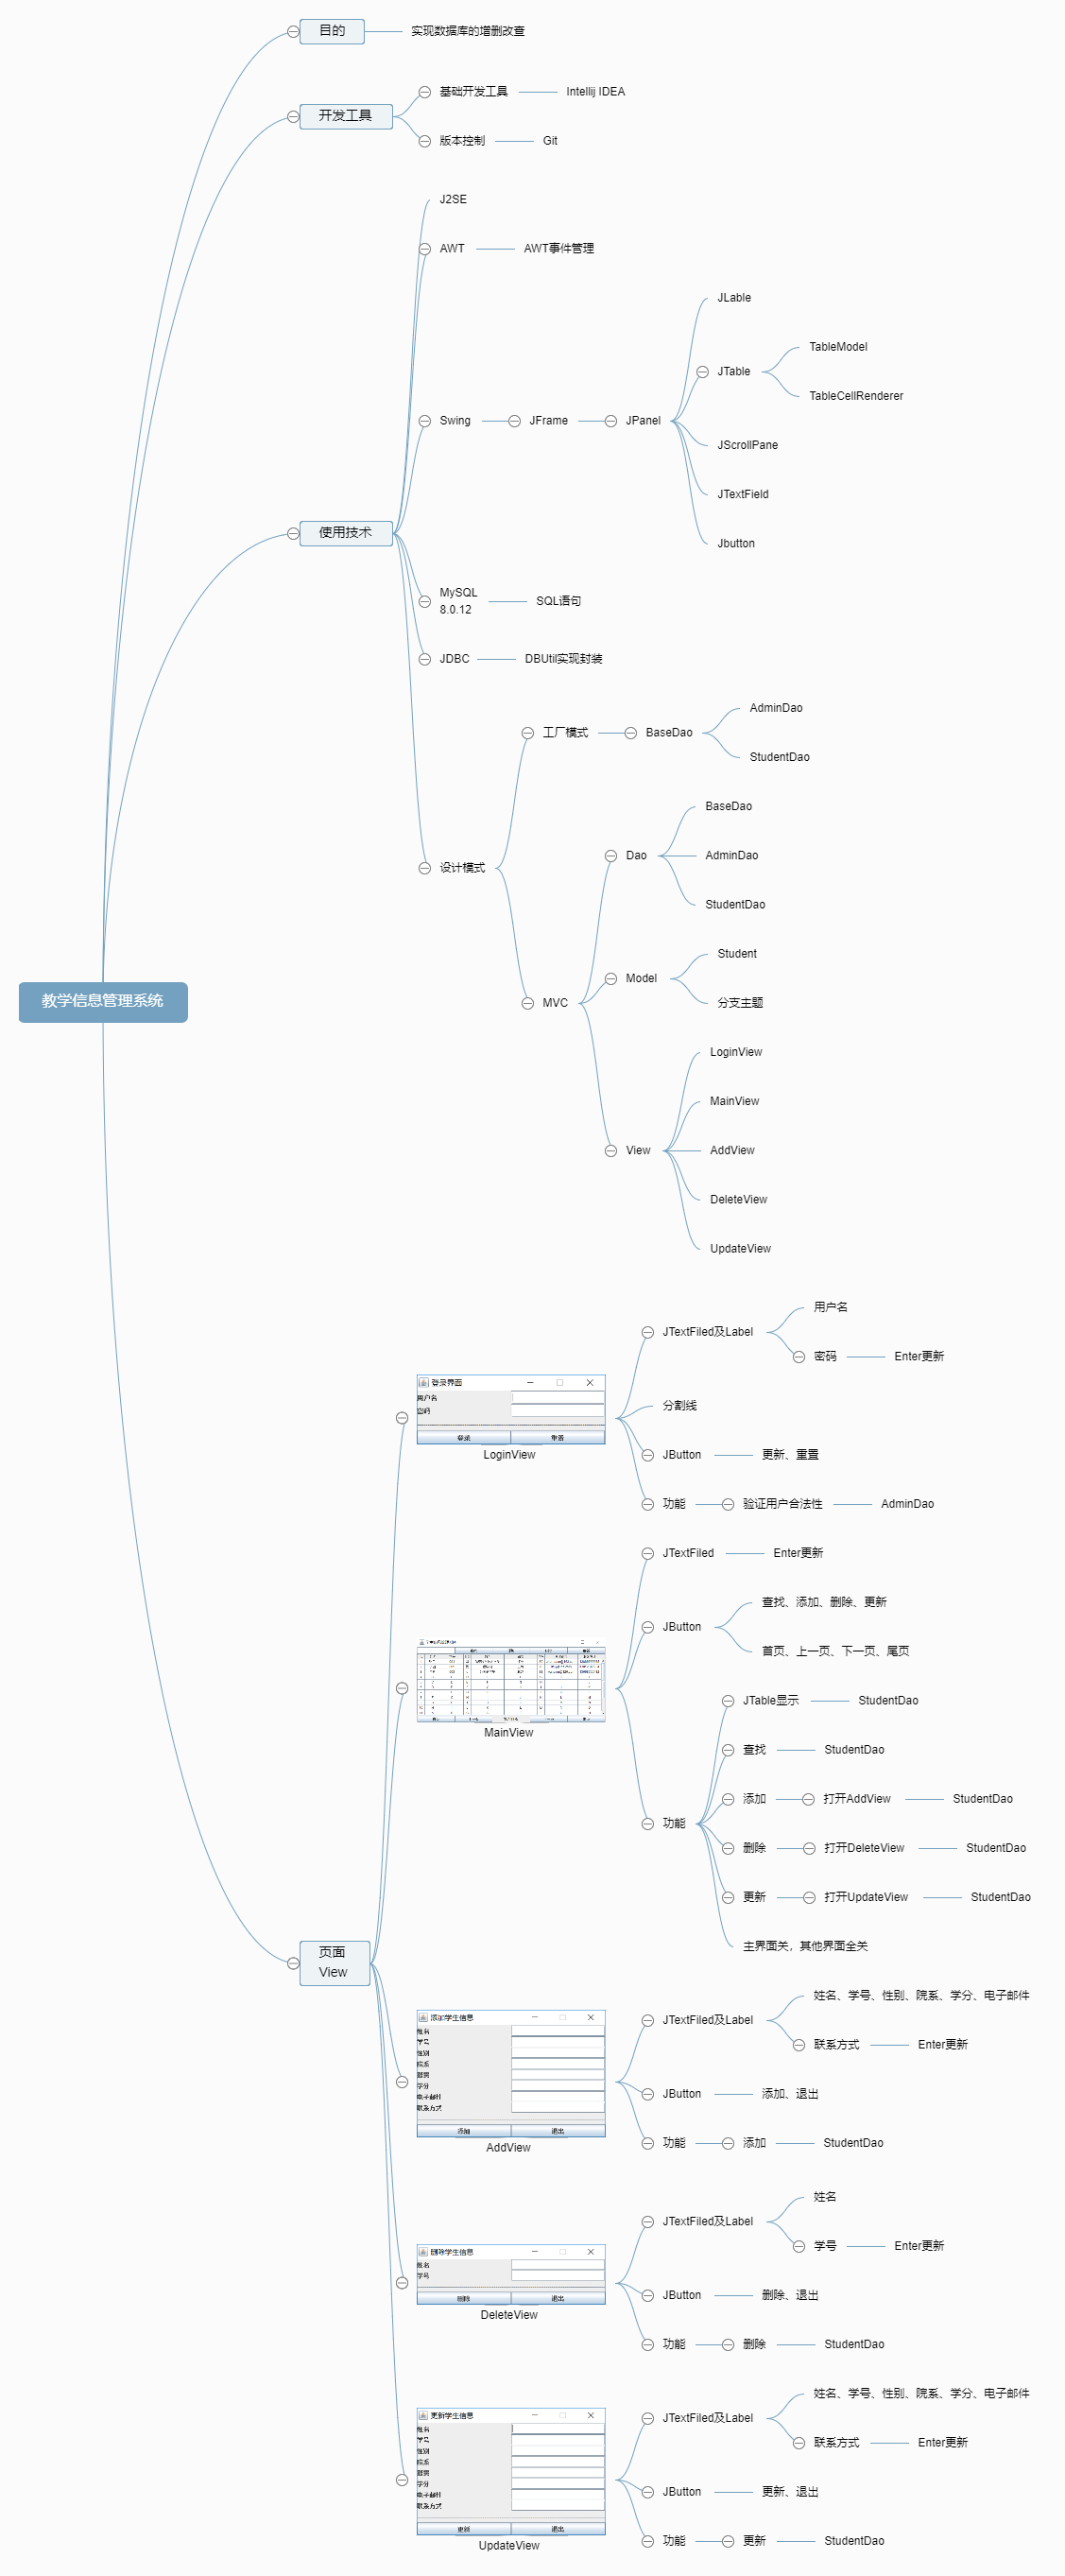 目的
实现数据库的增删改查
开发工具
基础开发工具
Intellij IDEA
版本控制
Git
使用技术
J2SE
AWT
AWT事件管理
Swing
JFrame
JPanel
JLable
JTable
TableModel
TableCellRenderer
JScrollPane
JTextField
Jbutton
MySQL
8.0.12
SQL语句
JDBC
DBUtil实现封装
设计模式
工厂模式
BaseDao
AdminDao
StudentDao
MVC
Dao
BaseDao
AdminDao
StudentDao
Model
Student
分支主题
View
LoginView
MainView
AddView
DeleteView
UpdateView
教学信息管理系统
页面
View
登录界面
用户名
密码
登录
重置
LoginView
JTextFiled及Label
用户名
密码
Enter更新
分割线
JButton
更新、重置
功能
验证用户合法性
AdminDao
MainView
JTextFiled
Enter更新
JButton
查找、添加、删除、更新
首页、上一页、下一页、尾页
功能
JTable显示
StudentDao
查找
StudentDao
添加
打开AddView
StudentDao
删除
打开DeleteView
StudentDao
更新
打开UpdateView
StudentDao
主界面关，其他界面全关
添加学生信息
姓名
学号
性别
院系
籍贯
学分
电子邮件
联系方式
添加
退出
AddView
JTextFiled及Label
姓名、学号、性别、院系、学分、电子邮件
联系方式
Enter更新
JButton
添加、退出
功能
添加
StudentDao
删除学生信息
姓名
学号
删除
退出
DeleteView
JTextFiled及Label
姓名
学号
Enter更新
JButton
删除、退出
功能
删除
StudentDao
更新学生信息
姓名
学号
性别
院系
籍贯
学分
电子邮件
联系方式
更新
退出
UpdateView
JTextFiled及Label
姓名、学号、性别、院系、学分、电子邮件
联系方式
Enter更新
JButton
更新、退出
功能
更新
StudentDao